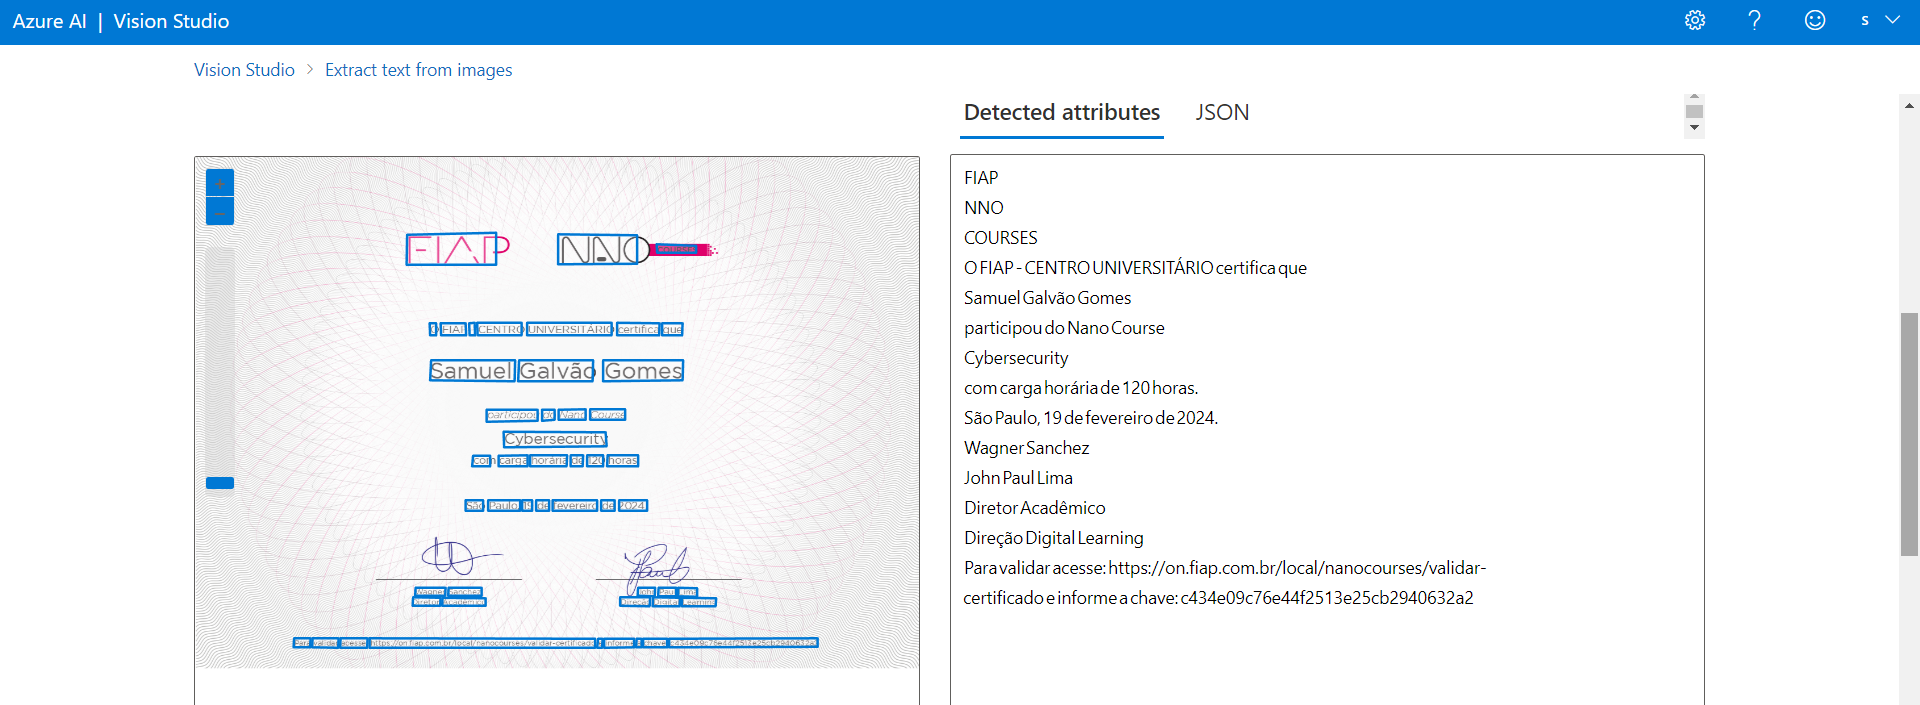 Azure AI | Vision Studio
s
Vision Studio > Extract text from images
Detected attributes JSON
+
-
FIAP NNO COURSES
O FIAP - CENTRO UNIVERSITÁRIO certifica que
Samuel Galvão Gomes
participou do Nano Course
Cybersecurity
com carga horária de 120 horas.
São Paulo, 19 de fevereiro de 2024.
Wagner Sanchez
Diretor Acadêmico
John Paul Lima
Direção Digital Learning
Para validar acesse: https://on.fiap.com.br/local/nanocourses/validar-certificado e informe a chave: c434e09c76e44f2513e25cb2940632a2
FIAP
NNO
COURSES
O FIAP - CENTRO UNIVERSITÁRIO certifica que
Samuel Galvão Gomes
participou do Nano Course
Cybersecurity
com carga horária de 120 horas.
São Paulo, 19 de fevereiro de 2024.
Wagner Sanchez
John Paul Lima
Diretor Acadêmico
Direção Digital Learning
Para validar acesse: https://on.fiap.com.br/local/nanocourses/validar-
certificado e informe a chave: c434e09c76e44f2513e25cb2940632a2